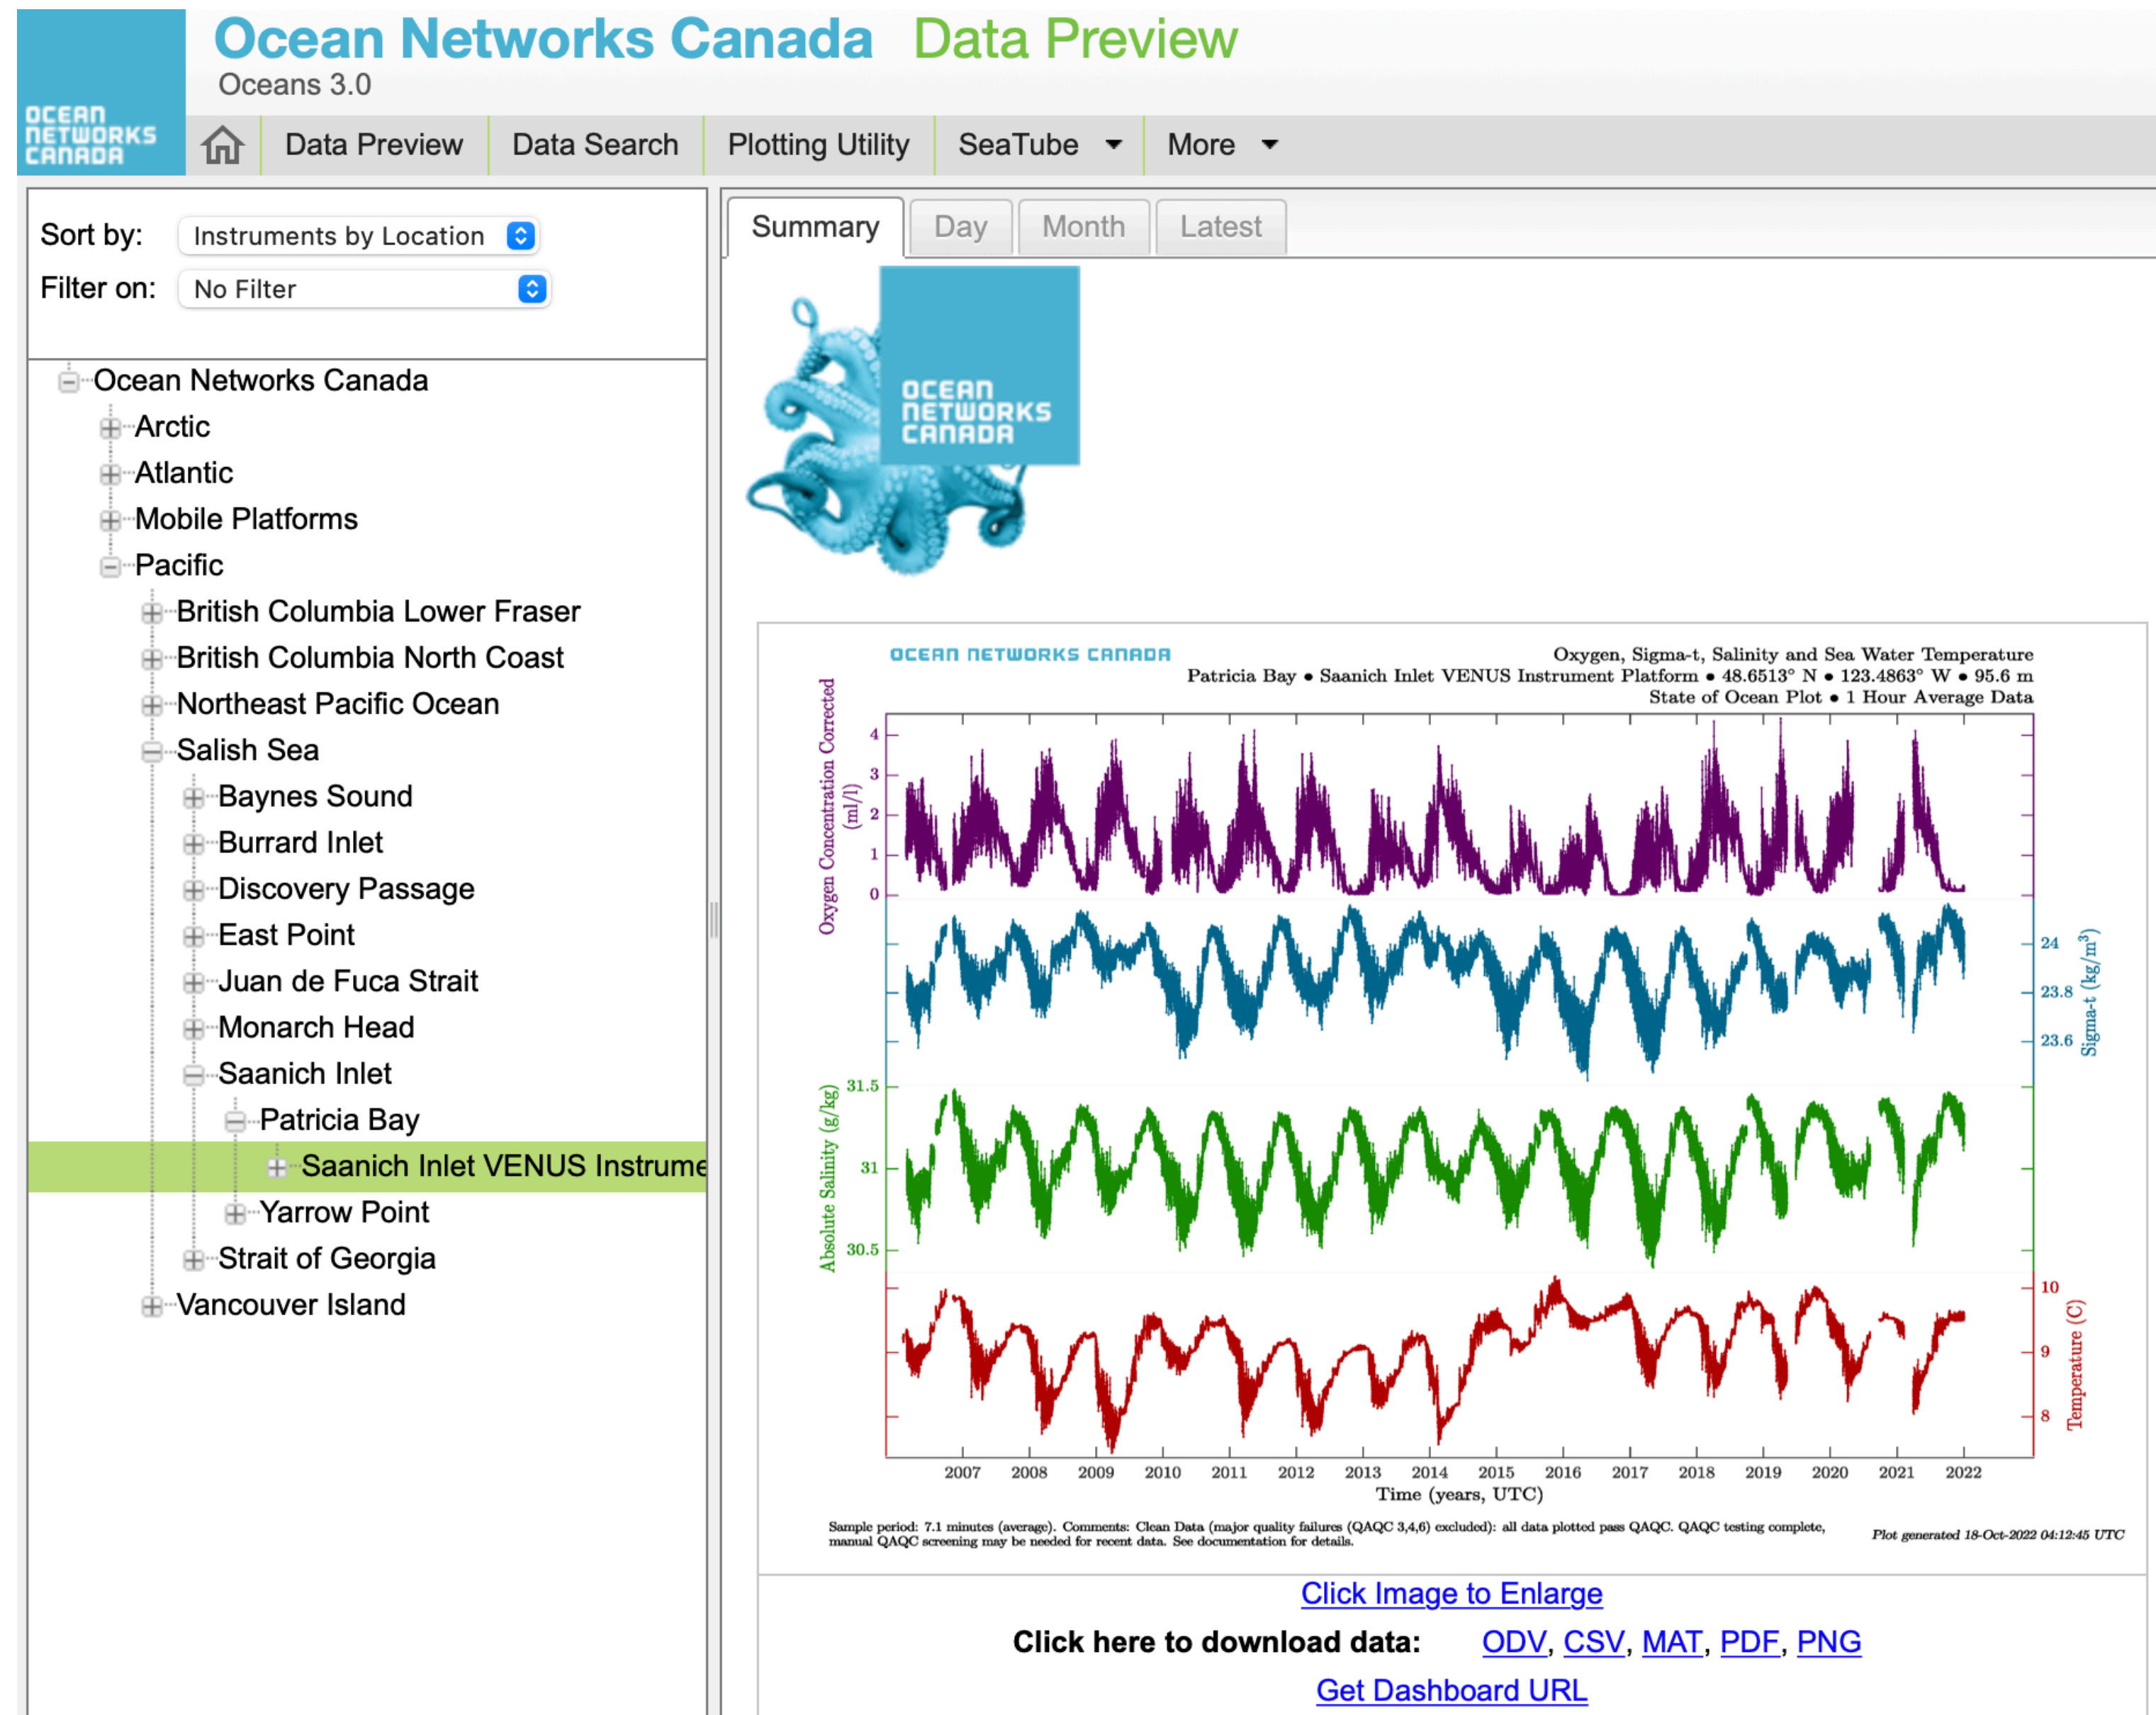 Ocean Networks Canada Data Preview
Oceans 3.0
OCEAN
NETWORKS
CANADA
Data Preview Data Search Plotting Utility SeaTube More
Sort by: Instruments by Location
Filter on: No Filter
Ocean Networks Canada
Arctic
Atlantic
Mobile Platforms
Pacific
British Columbia Lower Fraser
British Columbia North Coast
Northeast Pacific Ocean
Salish Sea
Baynes Sound
Burrard Inlet
Discovery Passage
East Point
Juan de Fuca Strait
Monarch Head
Saanich Inlet
Patricia Bay
Saanich Inlet VENUS Instrume
Yarrow Point
Strait of Georgia
Vancouver Island
Summary Day Month Latest
OCEAN
NETWORKS
CANADA
OCEAN NETWORKS CANADA
Oxygen, Sigma-t, Salinity and Sea Water Temperature
Patricia Bay • Saanich Inlet VENUS Instrument Platform • 48.6513° N • 123.4863° W • 95.6 m
State of Ocean Plot • 1 Hour Average Data
Oxygen Concentration Corrected
(ml/l)
4
3
2
1
0
24
23.8
23.6
Sigma-t (kg/m³)
Absolute Salinity (g/kg)
31.5
31
30.5
10
9
8
Temperature (C)
2007 2008 2009 2010 2011 2012 2013 2014 2015 2016 2017 2018 2019 2020 2021 2022
Time (years, UTC)
Sample period: 7.1 minutes (average). Comments: Clean Data (major quality failures (QAQC 3,4,6) excluded): all data plotted pass QAQC. QAQC testing complete,
manual QAQC screening may be needed for recent data. See documentation for details.
Plot generated 18-Oct-2022 04:12:45 UTC
Click Image to Enlarge
Click here to download data: ODV, CSV, MAT, PDF, PNG
Get Dashboard URL